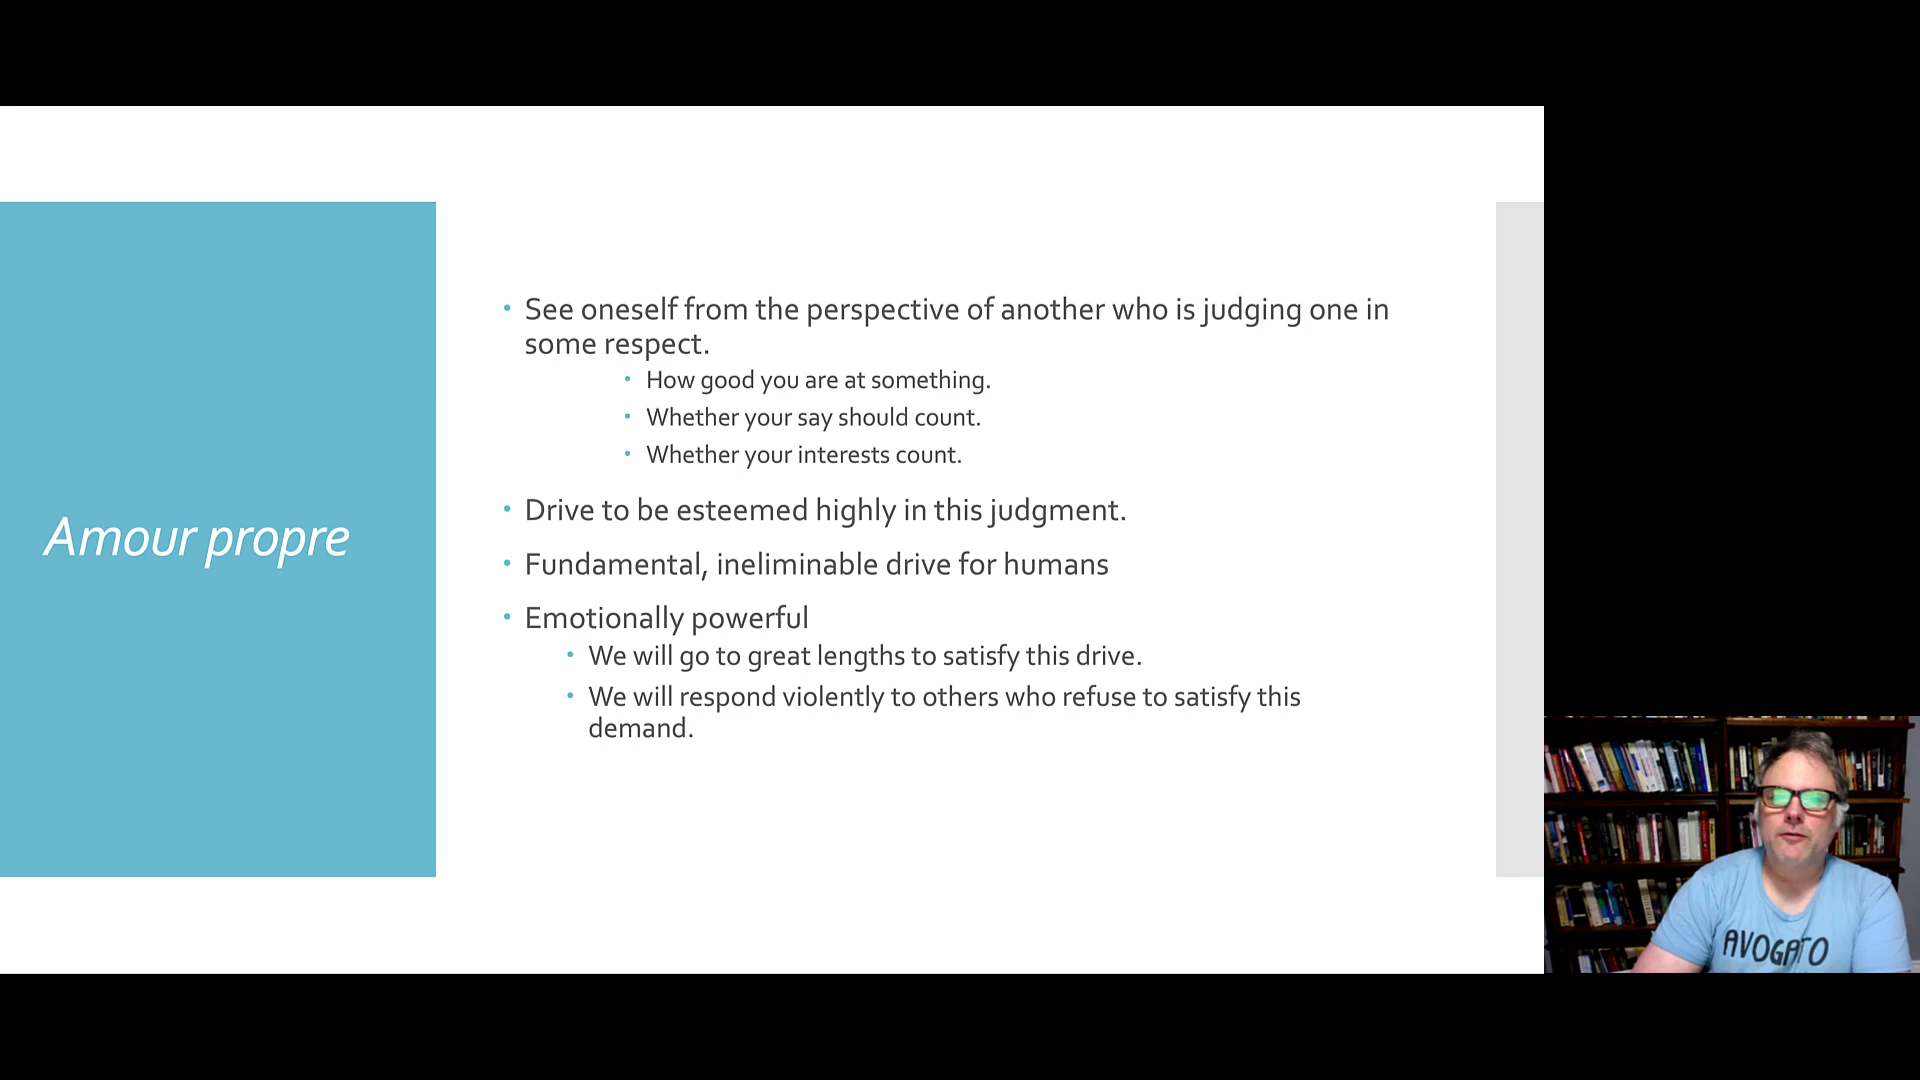 Amour propre
See oneself from the perspective of another who is judging one in
some respect.
How good you are at something.
Whether your say should count.
Whether your interests count.
Drive to be esteemed highly in this judgment.
Fundamental, ineliminable drive for humans
Emotionally powerful
We will go to great lengths to satisfy this drive.
We will respond violently to others who refuse to satisfy this
demand.
AVOGATO